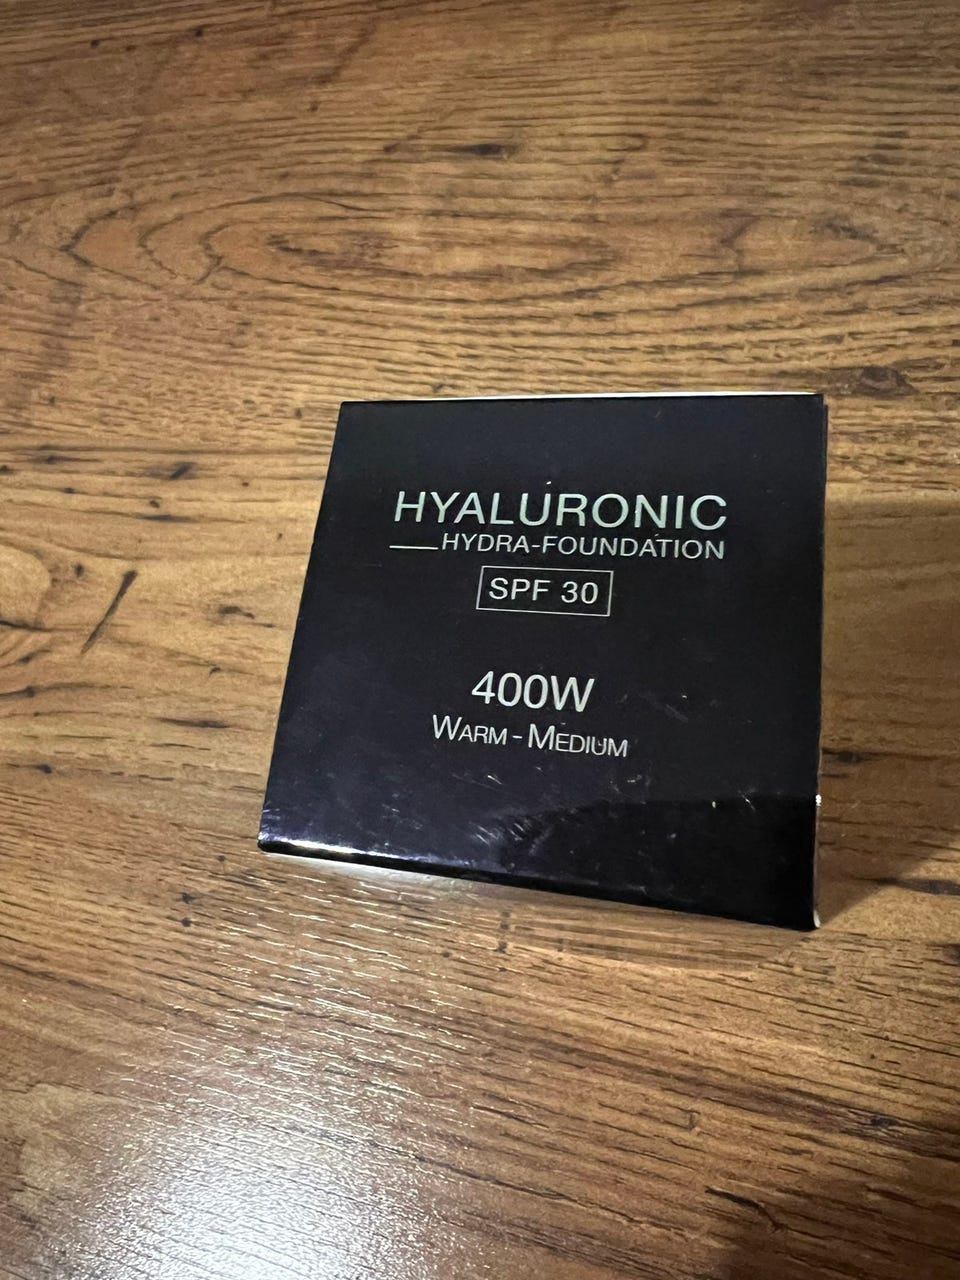 HYALURONIC
HYDRA-FOUNDATION
SPF 30
400W
WARM - MEDIUM